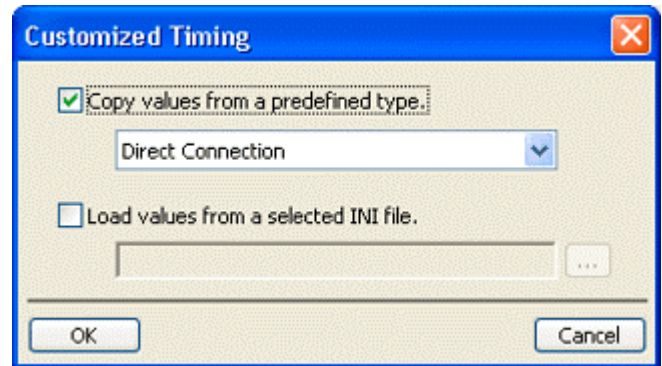 Customized Timing
Copy values from a predefined type.
Direct Connection
Load values from a selected INI file.
...
OK
Cancel